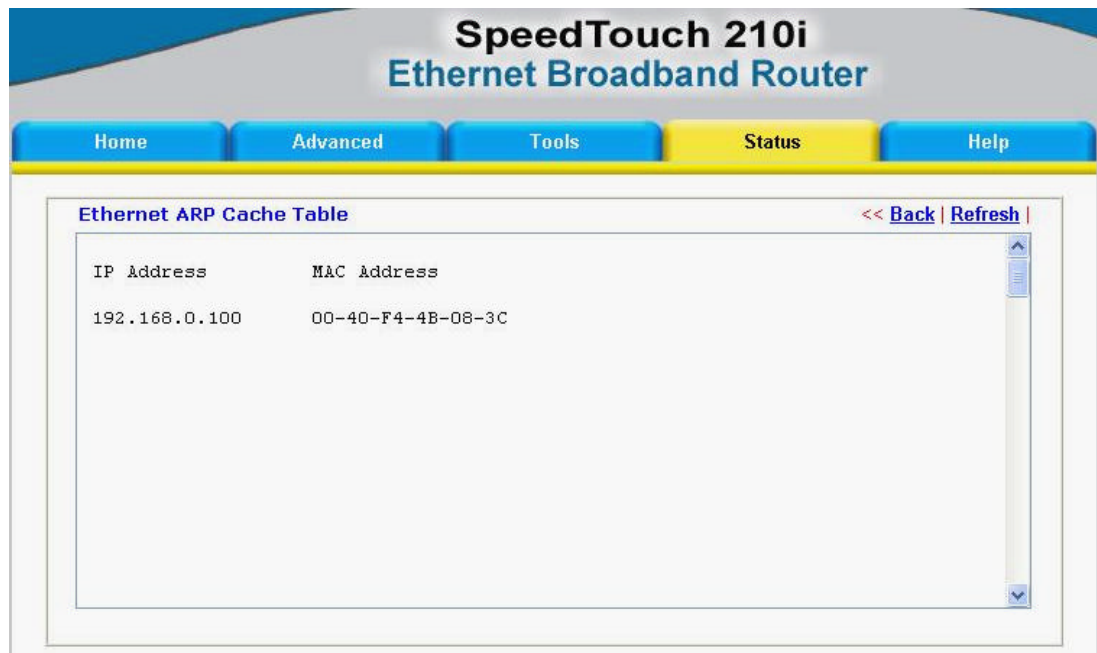 SpeedTouch 210i
Ethernet Broadband Router
Home Advanced Tools Status Help
Ethernet ARP Cache Table << Back | Refresh |
IP Address MAC Address
192.168.0.100 00-40-F4-4B-08-3C